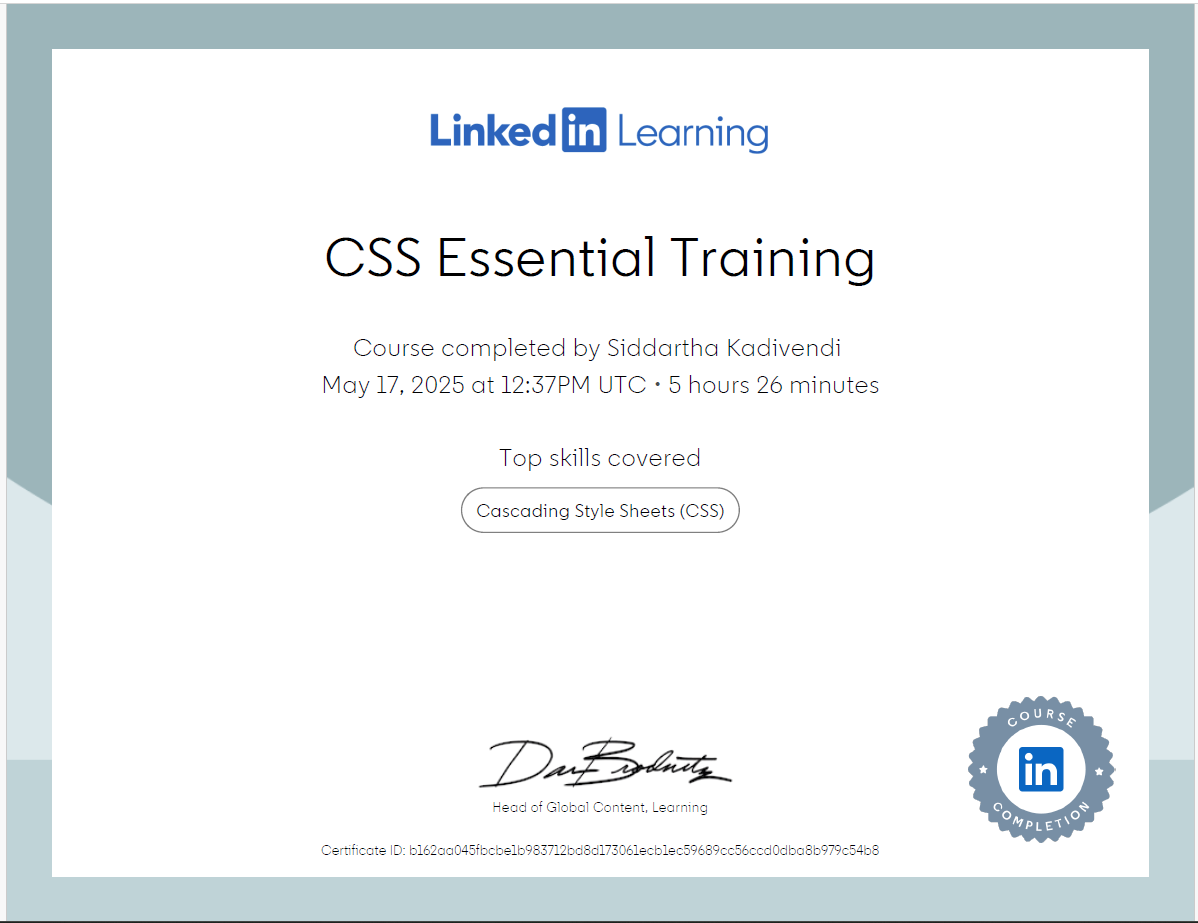 Linked in Learning
CSS Essential Training
Course completed by Siddartha Kadivendi
May 17, 2025 at 12:37PM UTC • 5 hours 26 minutes
Top skills covered
Cascading Style Sheets (CSS)
Dan Brodnitz
Head of Global Content, Learning
Certificate ID: b162aa045fbcbe1b983712bd8d173061ecb1ec59689cc56ccd0dba8b979c54b8
COURSE
in
COMPLETION